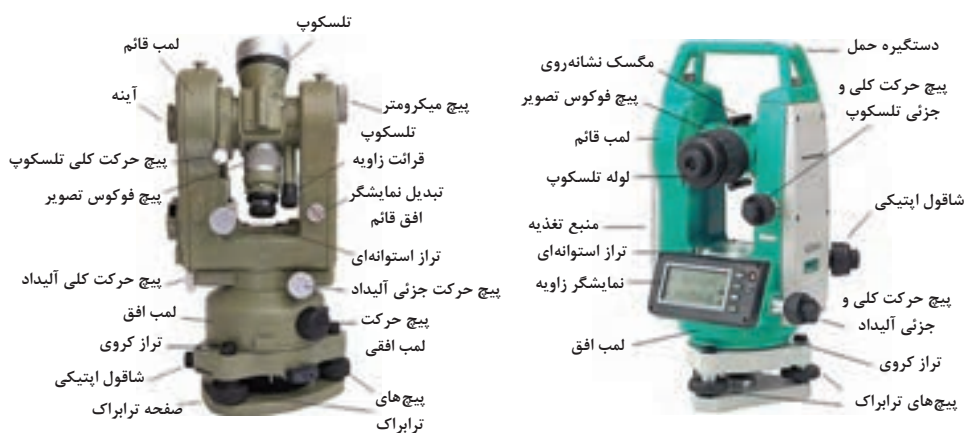 تلسکوپ
لمب قائم
آینه
پیچ میکرومتر
تلسکوپ
قرائت زاویه
پیچ حرکت کلی تلسکوپ
پیچ فوکوس تصویر
تبدیل نمایشگر
افق قائم
تراز استوانه‌ای
پیچ حرکت کلی آلیداد
پیچ حرکت جزئی آلیداد
لمب افق
پیچ حرکت
لمب افقی
تراز کروی
شاقول اپتیکی
صفحه ترابراک
پیچ‌های
ترابراک
دستگیره حمل
مگسک نشانه‌روی
پیچ حرکت کلی و
جزئی تلسکوپ
پیچ فوکوس تصویر
لمب قائم
لوله تلسکوپ
شاقول اپتیکی
منبع تغذیه
تراز استوانه‌ای
نمایشگر زاویه
پیچ حرکت کلی و
جزئی آلیداد
لمب افق
تراز کروی
پیچ‌های ترابراک